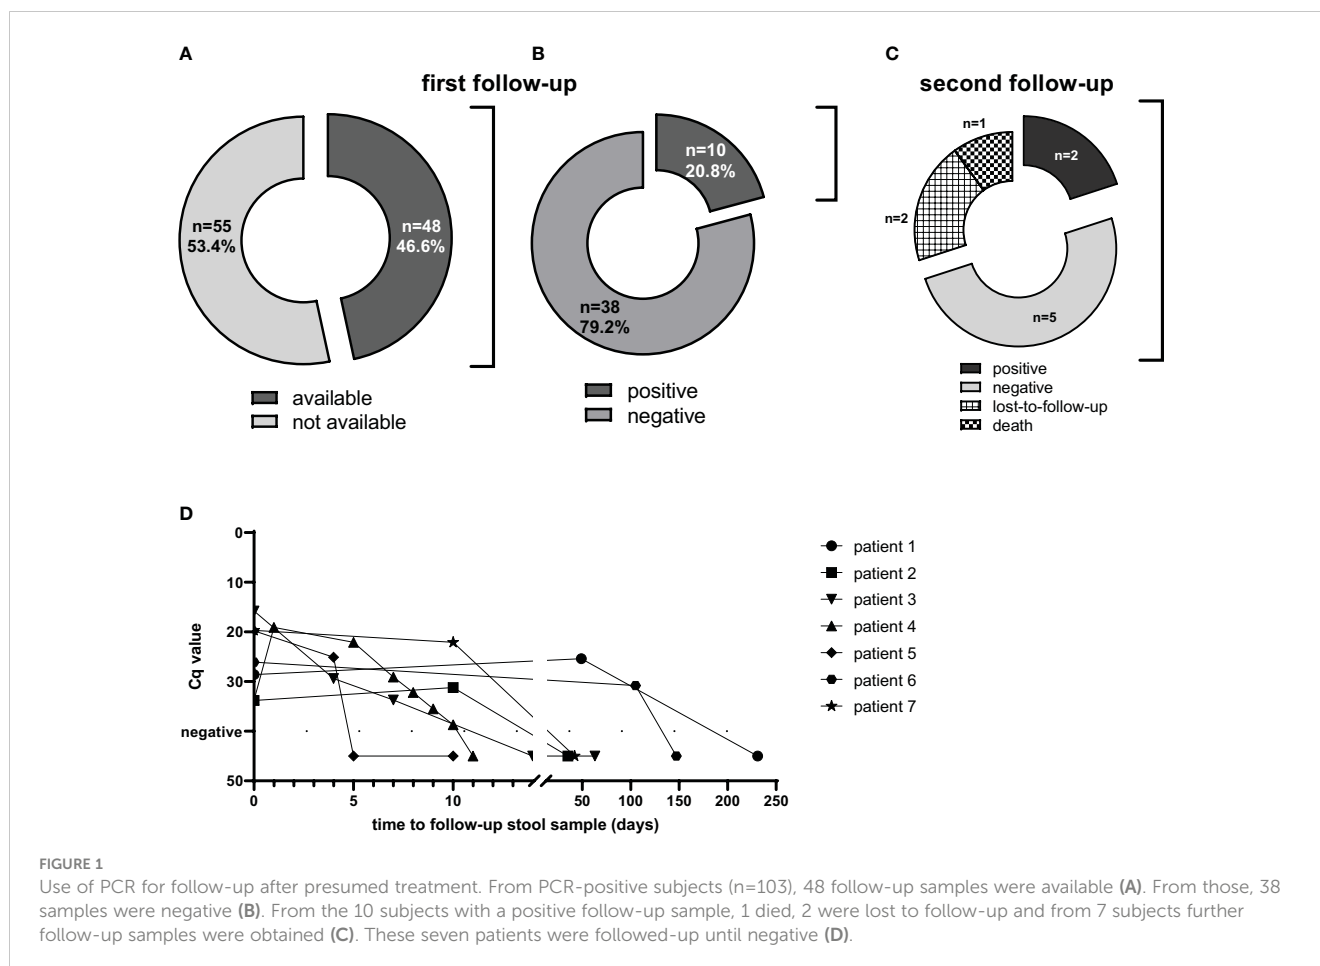 A
B
C
first follow-up
second follow-up
n=55
53.4%
n=48
46.6%
n=10
20.8%
n=38
79.2%
n=1
n=2
n=2
n=5
available
not available
positive
negative
positive
negative
lost-to-follow-up
death
D
Cq value
0
10
20
30
negative
50
0
5
10
50
100
150
200
250
time to follow-up stool sample (days)
patient 1
patient 2
patient 3
patient 4
patient 5
patient 6
patient 7
FIGURE 1
Use of PCR for follow-up after presumed treatment. From PCR-positive subjects (n=103), 48 follow-up samples were available (A). From those, 38
samples were negative (B). From the 10 subjects with a positive follow-up sample, 1 died, 2 were lost to follow-up and from 7 subjects further
follow-up samples were obtained (C). These seven patients were followed-up until negative (D).